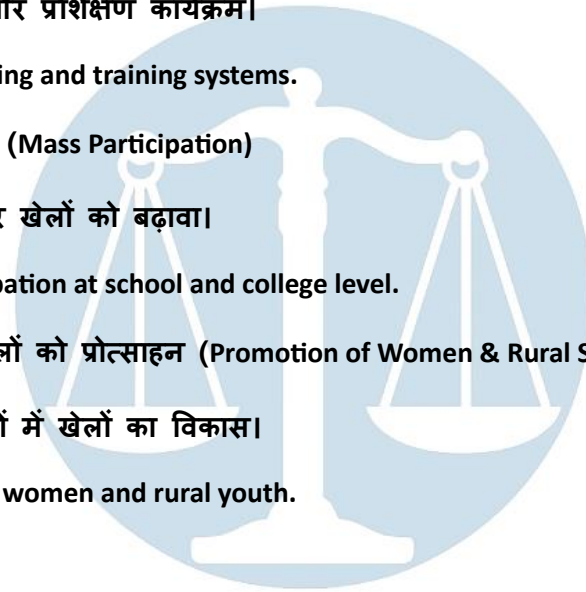 और प्रशिक्षण कार्यक्रम।
ing and training systems.
(Mass Participation)
खेलों को बढ़ावा।
pation at school and college level.
को प्रोत्साहन (Promotion of Women & Rural S
में खेलों का विकास।
women and rural youth.